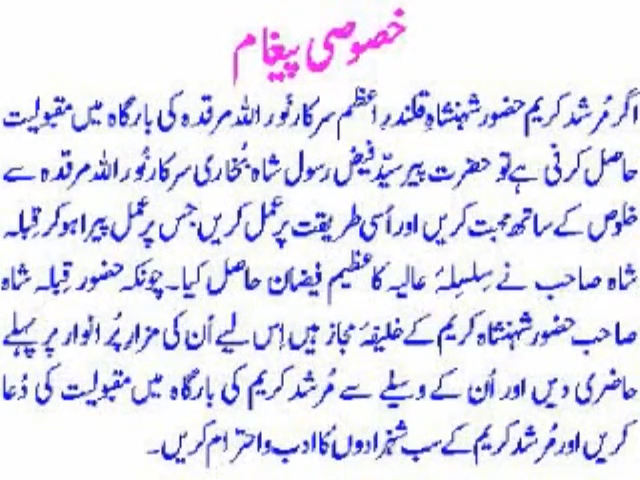 خصوصی پیغام
اگر مُرشد کریم حضور شہنشاہِ قلندرِ اعظم سرکار نُور اللہ مرقدہ کی بارگاہ میں مقبولیت
حاصل کرنی ہے تو حضرت پیر سیّد فیض رسول شاہ بُخاری سرکار نُور اللہ مرقدہ سے
خلوص کے ساتھ محبت کریں اور اُسی طریقت پر عمل کریں جس پر عمل پیرا ہو کر قِبلہ
شاہ صاحب نے سِلسِلۂ عالیہ کا عظیم فیضان حاصل کیا۔ چونکہ حضور قِبلہ شاہ
صاحب حضور شہنشاہِ کریم کے خلیفۂ مجاز ہیں اِس لیے اُن کی مزار پُر انوار پر پہلے
حاضری دیں اور اُن کے وسیلے سے مُرشد کریم کی بارگاہ میں مقبولیت کی دُعا
کریں اور مُرشد کریم کے سب شہزادوں کا ادب و احترام کریں۔